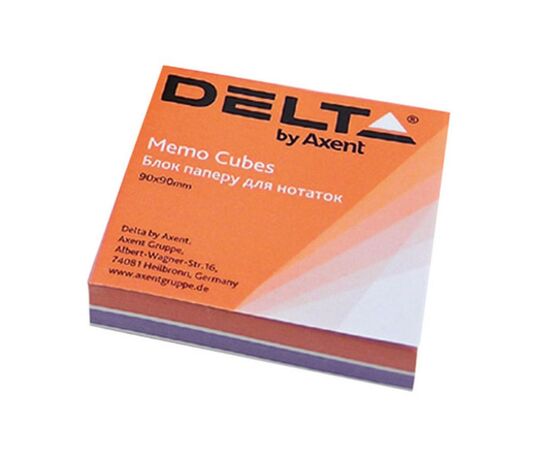 DELTA®
by Axent
Memo Cubes
Блок паперу для нотаток
90x90mm
Delta by Axent.
Axent Gruppe,
Albert-Wagner-Str.16,
74081 Heilbronn, Germany
www.axentgruppe.de